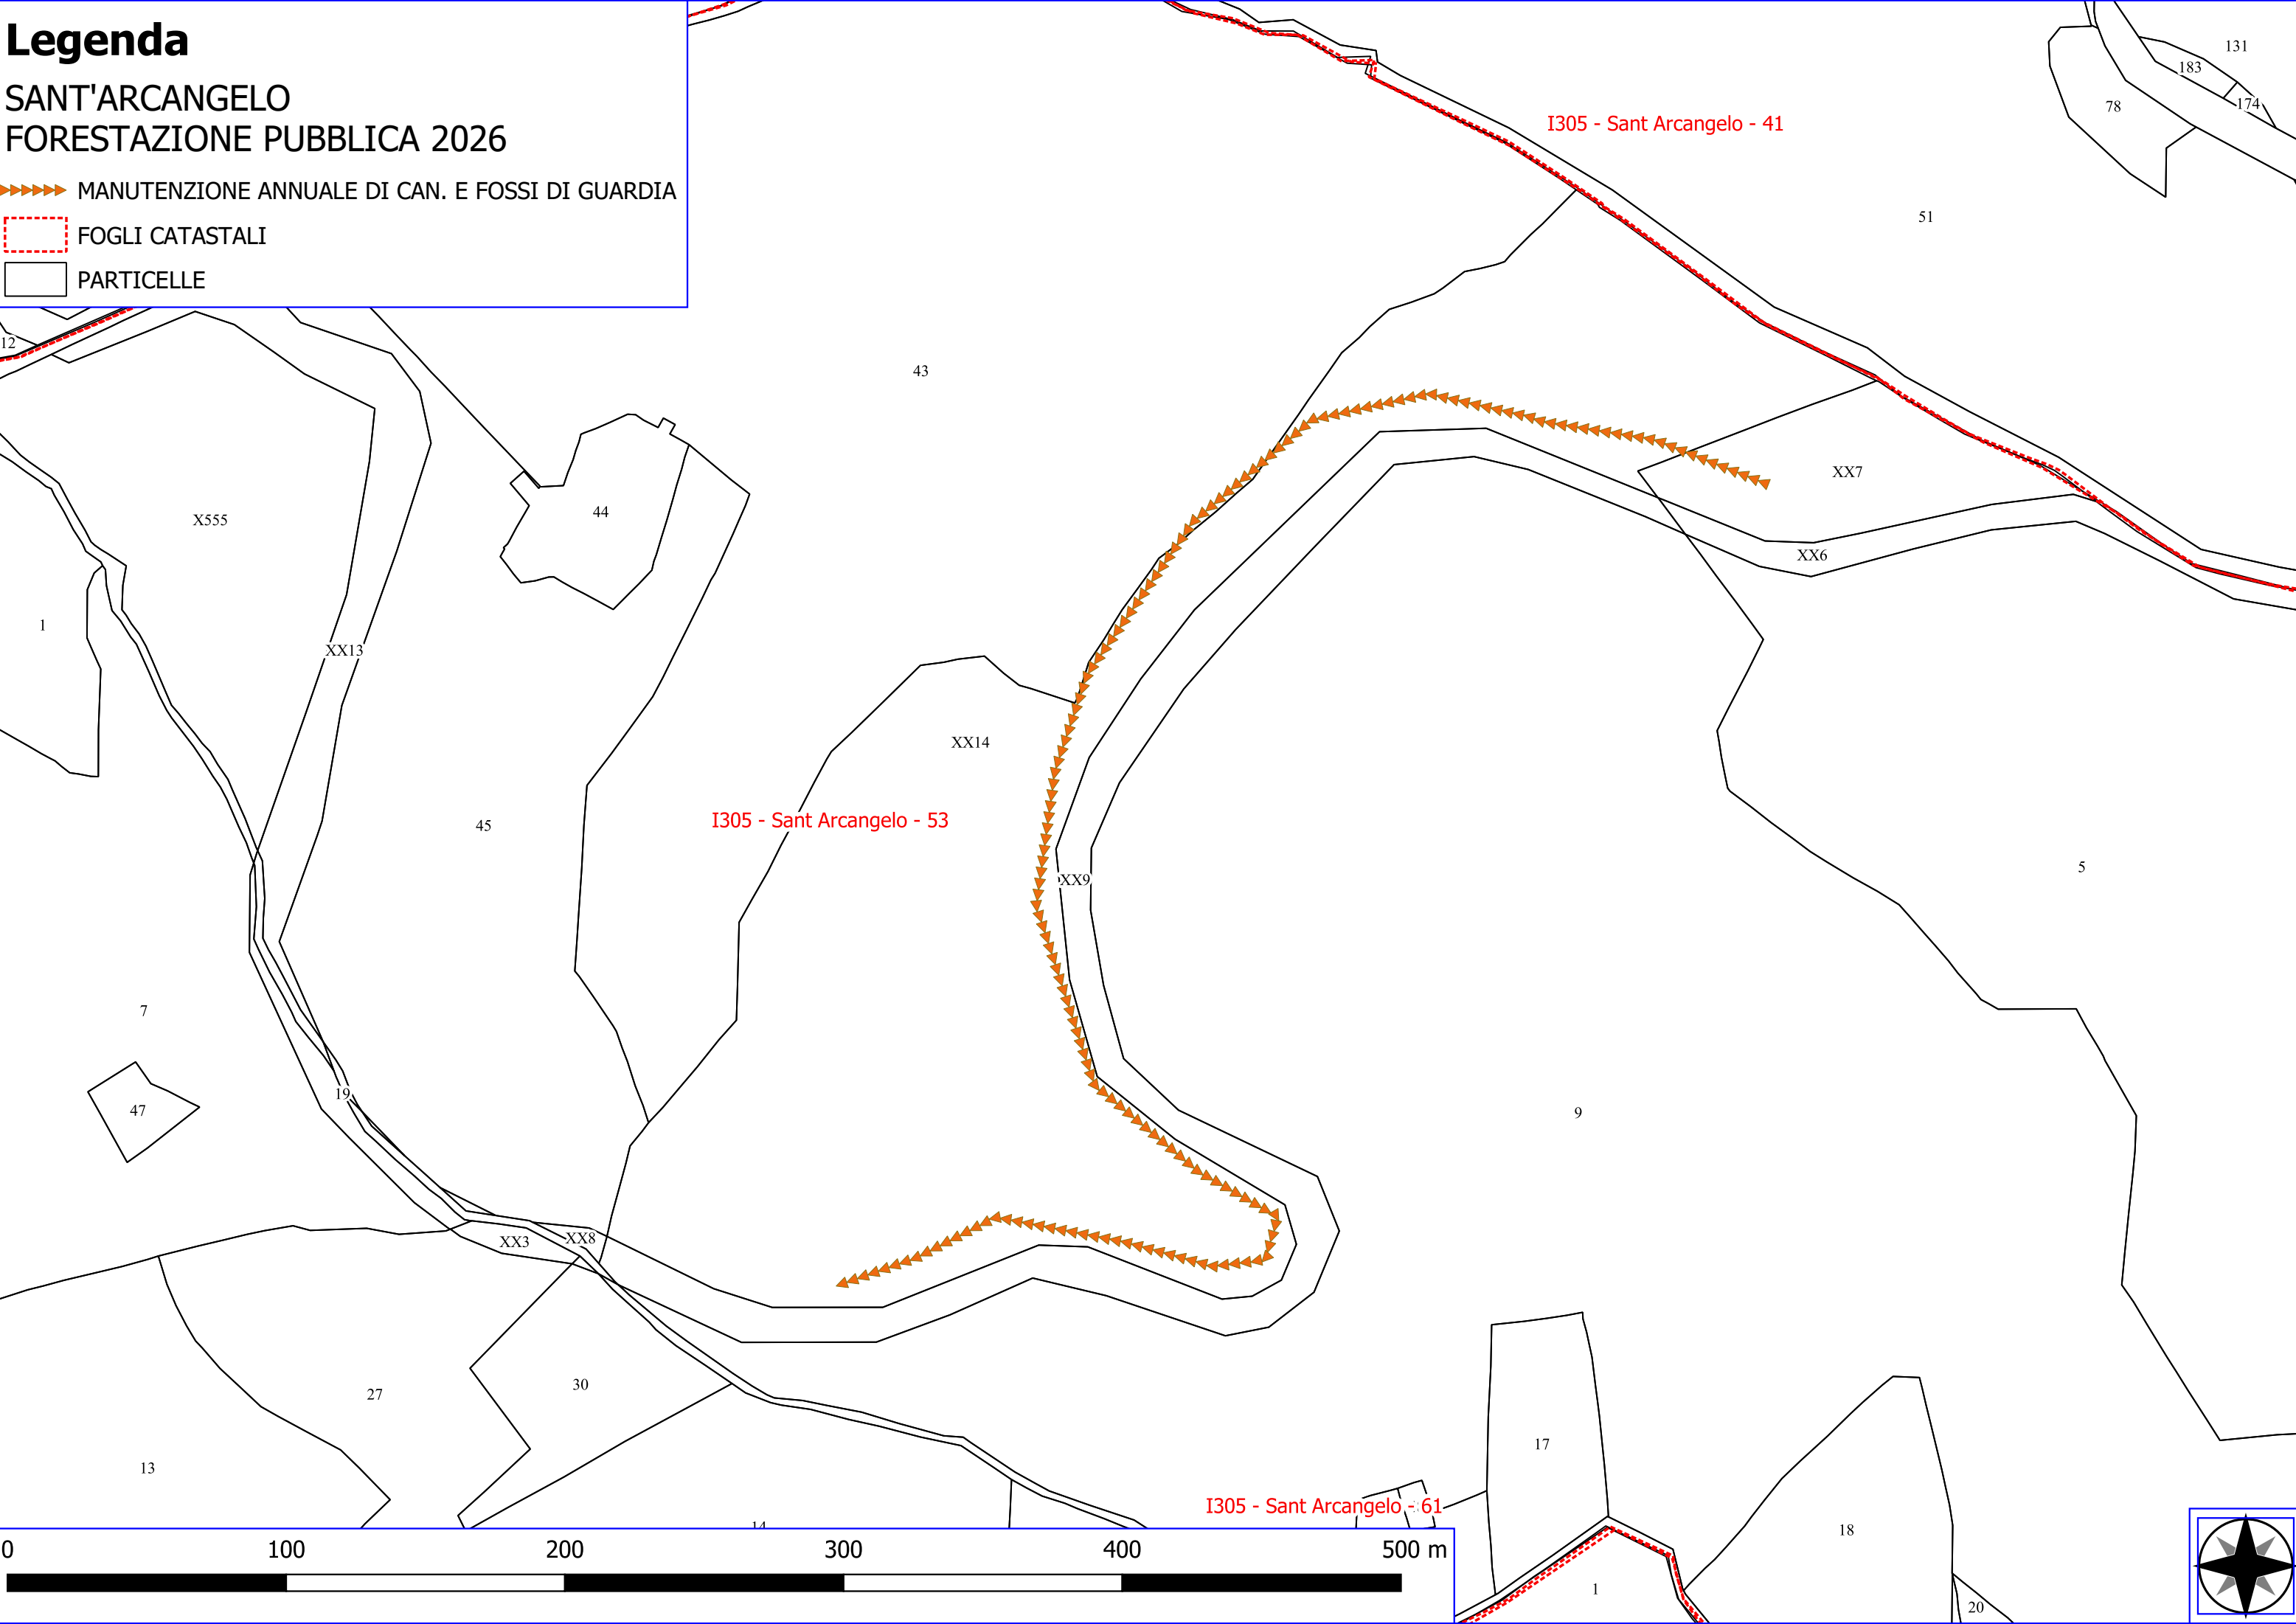 Legenda
SANT'ARCANGELO
FORESTAZIONE PUBBLICA 2026
MANUTENZIONE ANNUALE DI CAN. E FOSSI DI GUARDIA
FOGLI CATASTALI
PARTICELLE
131
183
174
78
I305 - Sant Arcangelo - 41
51
12
43
XX7
X555
44
XX6
1
XX13
XX14
I305 - Sant Arcangelo - 53
45
5
XX9
7
19
47
9
XX3
XX8
30
27
17
13
I305 - Sant Arcangelo - 61
14
18
1
20
0 100 200 300 400 500 m